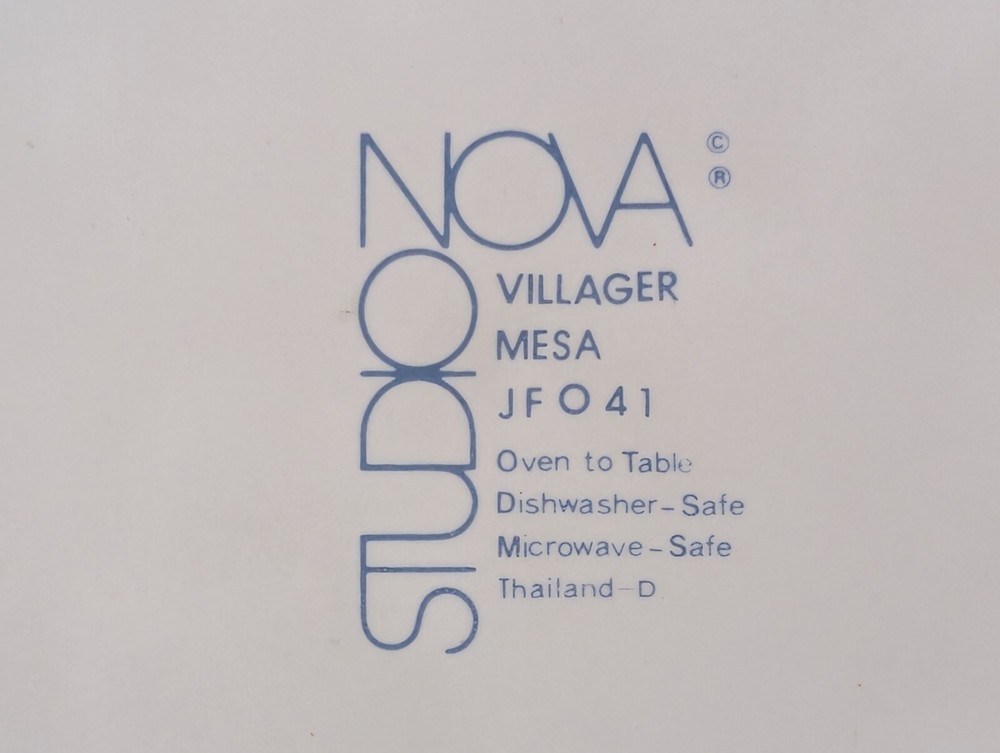 NOVA ©
®
STUDIO
VILLAGER
MESA
JF041
Oven to Table
Dishwasher-Safe
Microwave-Safe
Thailand-D